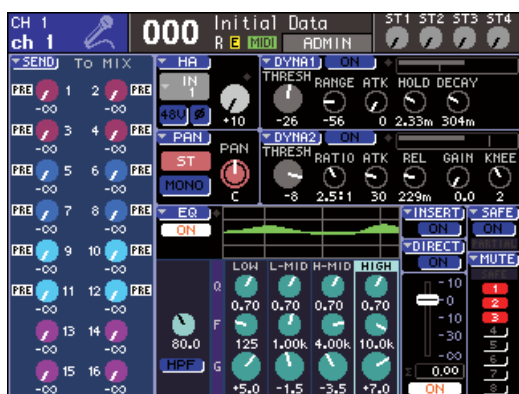 CH 1
ch 1
000 Initial Data
R E MIDI ADMIN
ST1 ST2 ST3 ST4
SEND To MIX
PRE 1 2 PRE
-∞ -∞
PRE 3 4 PRE
-∞ -∞
PRE 5 6 PRE
-∞ -∞
PRE 7 8 PRE
-∞ -∞
PRE 9 10 PRE
-∞ -∞
PRE 11 12 PRE
-∞ -∞
13 14
-∞ -∞
15 16
-∞ -∞
HA
IN
1
48V Ø
+10
PAN
ST
MONO
PAN
C
DYNA1 ON
THRESH RANGE ATK HOLD DECAY
-26 -56 0 2.33m 304m
DYNA2 ON
THRESH RATIO ATK REL GAIN KNEE
-8 2.5:1 30 229m 0.0 2
EQ
ON
LOW L-MID H-MID HIGH
Q
0.70 0.70 0.70 0.70
F
80.0 125 1.00k 4.00k 10.0k
HPF
G
+5.0 -1.5 -3.5 +7.0
INSERT
ON
DIRECT
ON
10
0
-10
-30
-∞
Σ 0.00
ON
SAFE
ON
PARTIAL
MUTE
SAFE
1
2
3
4
5
6
7
8